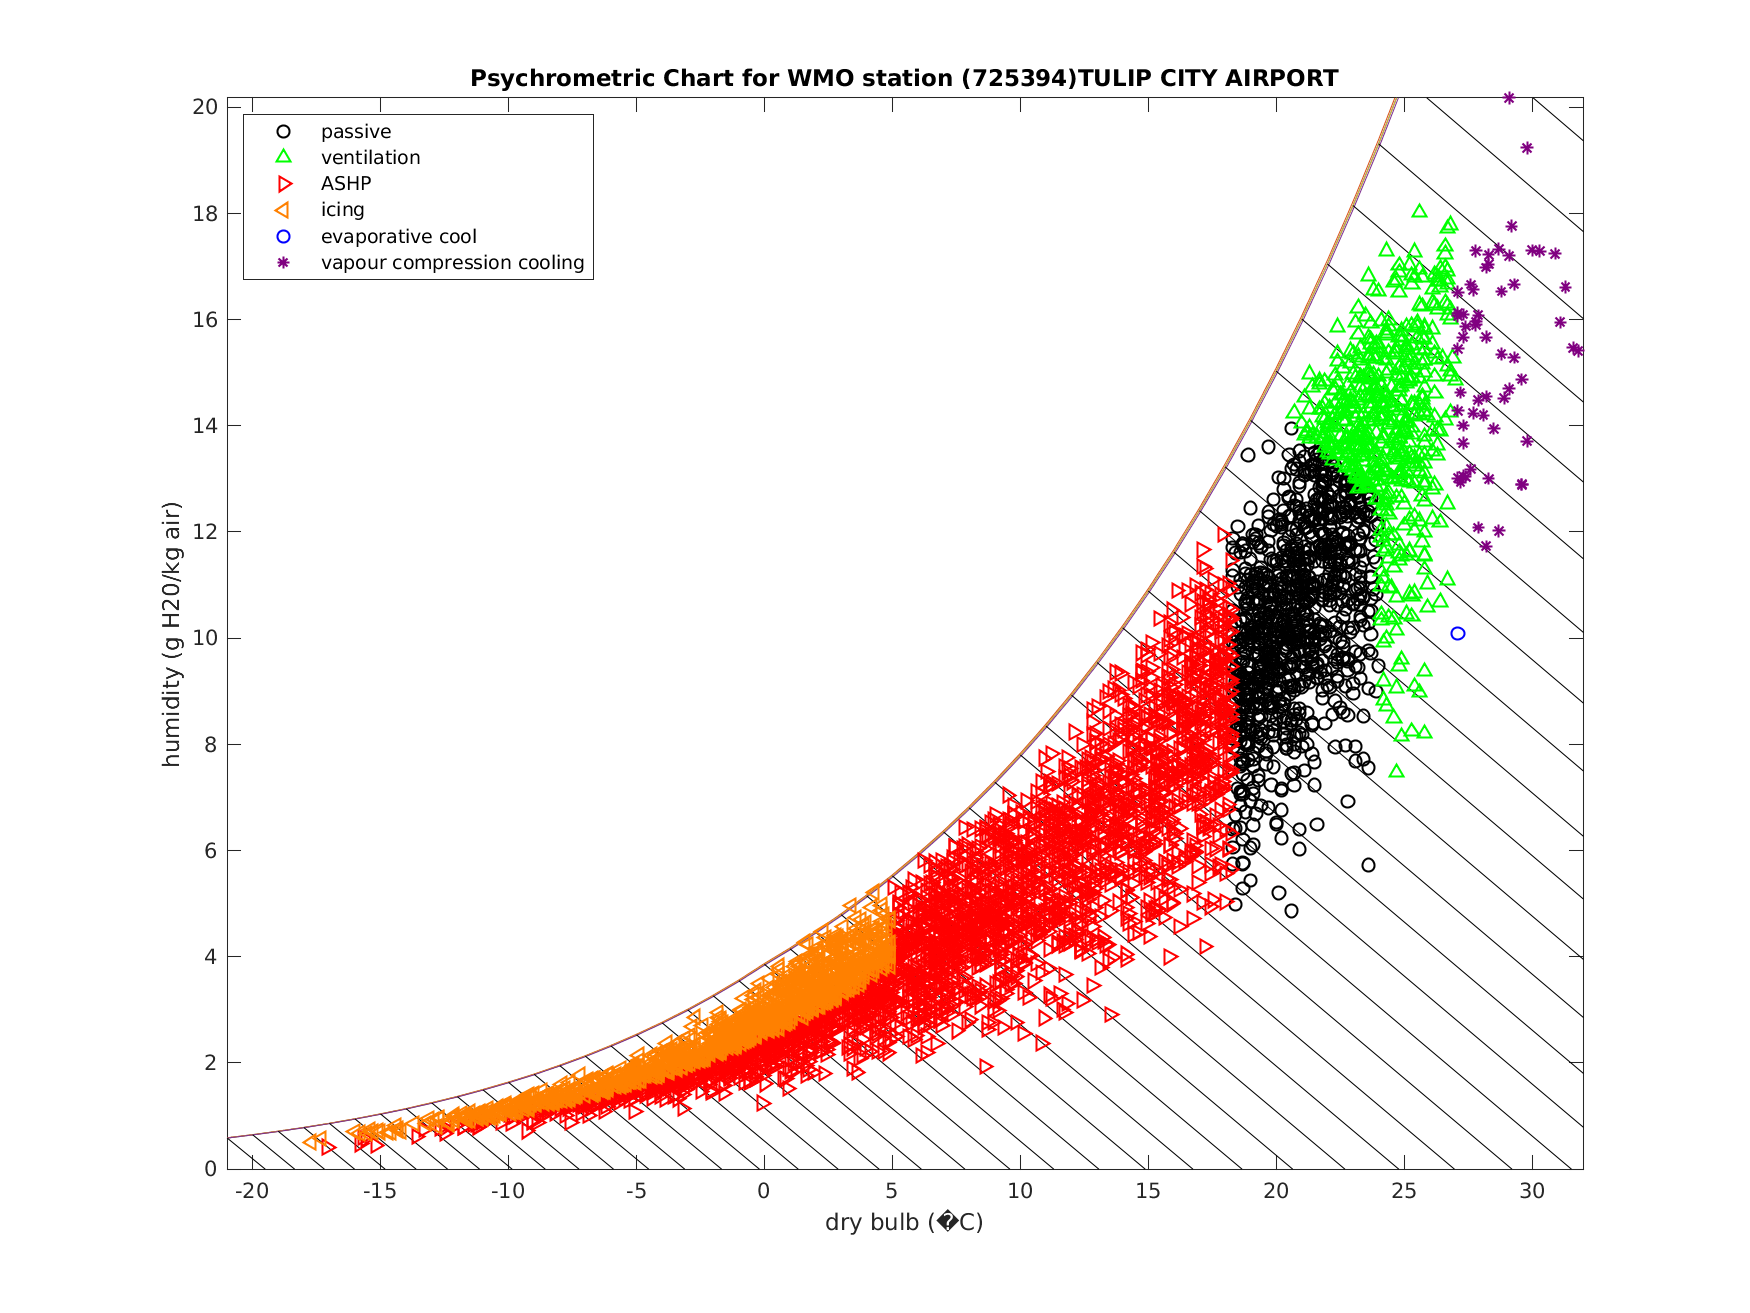 Psychrometric Chart for WMO station (725394)TULIP CITY AIRPORT
passive
ventilation
ASHP
icing
evaporative cool
vapour compression cooling
humidity (g H20/kg air)
20
18
16
14
12
10
8
6
4
2
0
-20 -15 -10 -5 0 5 10 15 20 25 30
dry bulb (�C)